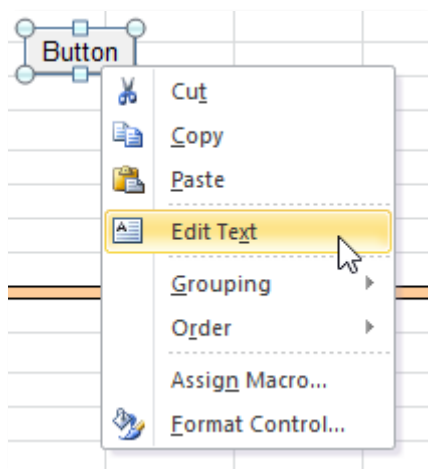 Button
Cut
Copy
Paste
Edit Text
Grouping
Order
Assign Macro...
Format Control...